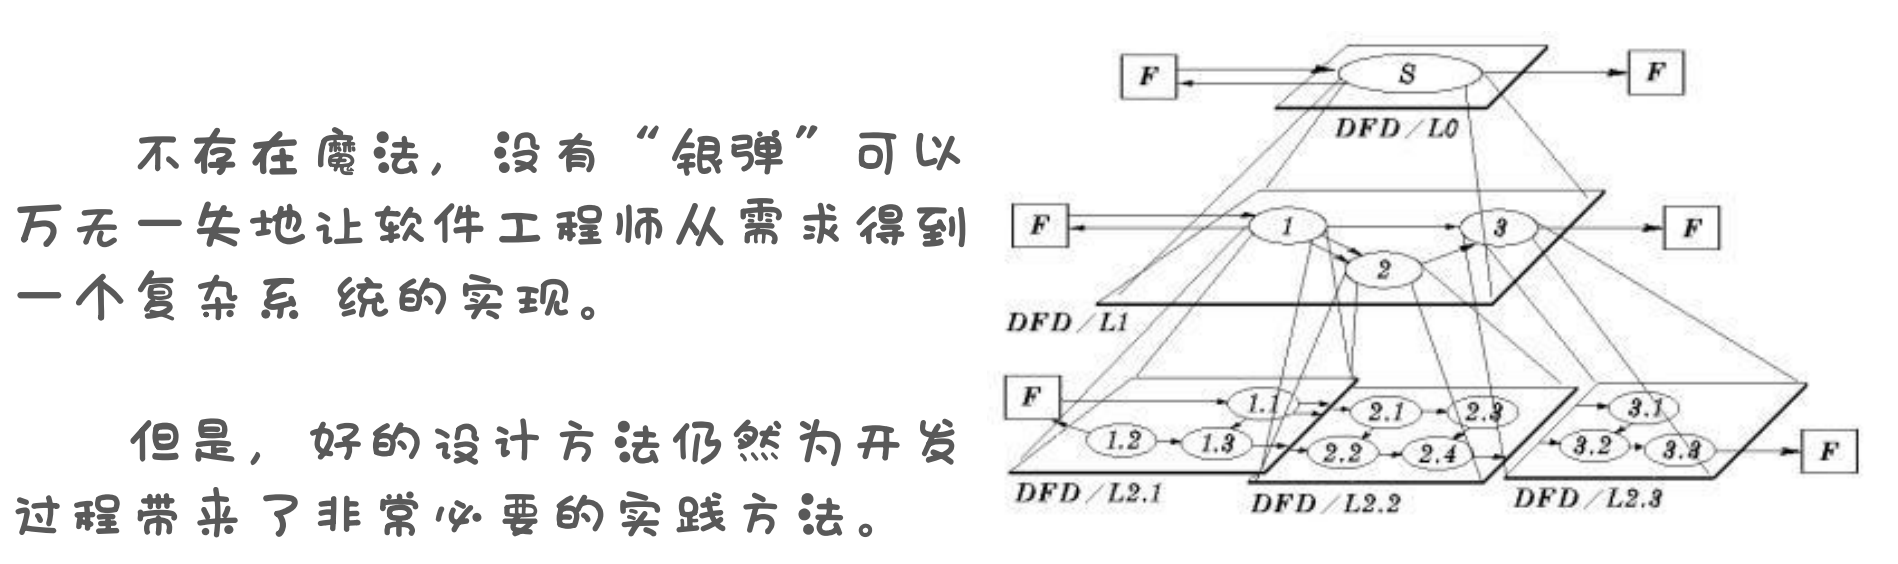 不存在魔法，没有“银弹”可以
万无一失地让软件工程师从需求得到
一个复杂系 统的实现。
但是，好的设计方法仍然为开发
过程带来了非常必要的实践方法。
F
S
F
DFD/L0
F
1
3
F
2
DFD/L1
F
1.1
1.2
1.3
2.1
2.3
2.2
2.4
3.1
3.2
3.3
F
DFD/L2.1
DFD/L2.2
DFD/L2.3